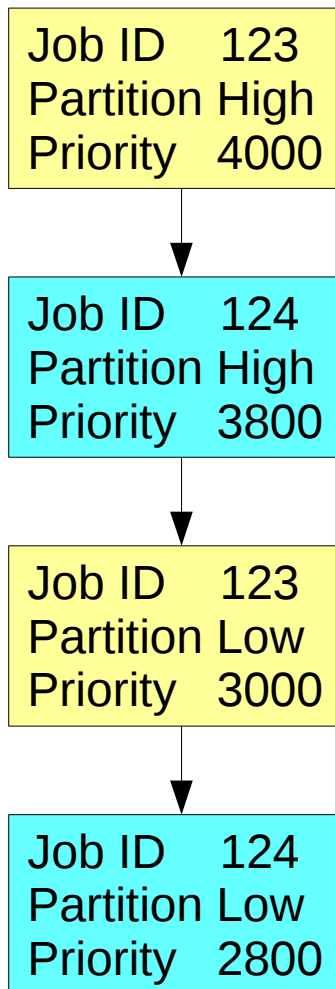 Job ID 123
Partition High
Priority 4000
Job ID 124
Partition High
Priority 3800
Job ID 123
Partition Low
Priority 3000
Job ID 124
Partition Low
Priority 2800